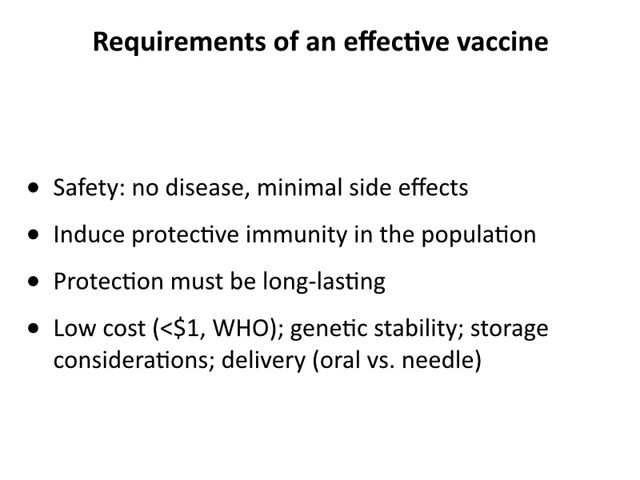 Requirements of an effective vaccine
• Safety: no disease, minimal side effects
• Induce protective immunity in the population
• Protection must be long-lasting
• Low cost (<$1, WHO); genetic stability; storage
considerations; delivery (oral vs. needle)